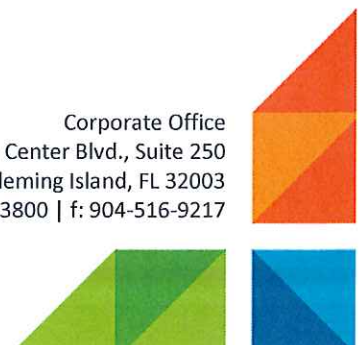 Corporate Office
Center Blvd., Suite 250
leming Island, FL 32003
3800 | f: 904-516-9217